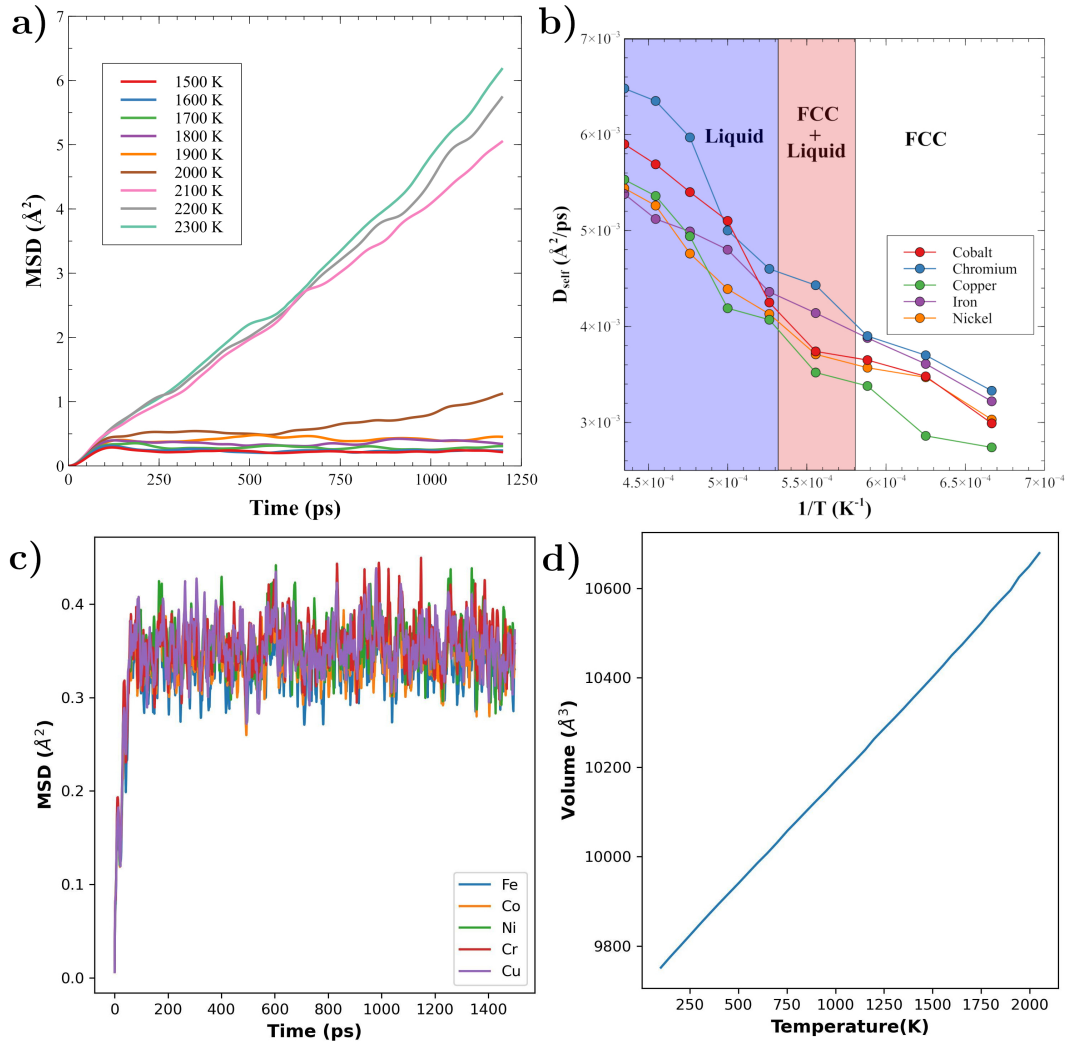 a)
MSD (Å²)
7
6
5
4
3
2
1
0
1500 K
1600 K
1700 K
1800 K
1900 K
2000 K
2100 K
2200 K
2300 K
0
250
500
750
1000
1250
Time (ps)
b)
D_self (Å²/ps)
7×10⁻³
6×10⁻³
5×10⁻³
4×10⁻³
3×10⁻³
Liquid
FCC
+
Liquid
FCC
Cobalt
Chromium
Copper
Iron
Nickel
4.5×10⁻⁴
5×10⁻⁴
5.5×10⁻⁴
6×10⁻⁴
6.5×10⁻⁴
7×10⁻⁴
1/T (K⁻¹)
c)
MSD (Å²)
0.4
0.3
0.2
0.1
0.0
Fe
Co
Ni
Cr
Cu
0
200
400
600
800
1000
1200
1400
Time (ps)
d)
Volume (Å³)
10600
10400
10200
10000
9800
250
500
750
1000
1250
1500
1750
2000
Temperature(K)